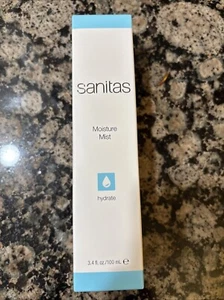 sanitas
Moisture
Mist
hydrate
3.4 fl. oz/100 mL ℮